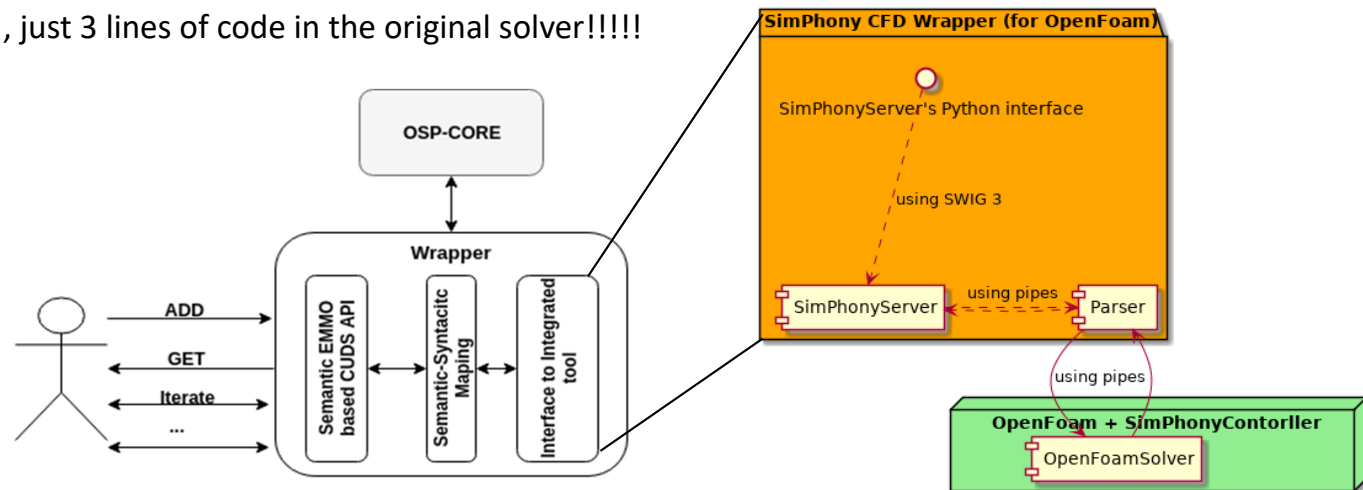 , just 3 lines of code in the original solver!!!!!
OSP-CORE
Wrapper
Semantic EMMO
based CUDS API
Semantic-Syntacitc
Maping
Interface to Integrated
tool
ADD
GET
Iterate
...
SimPhony CFD Wrapper (for OpenFoam)
SimPhonyServer's Python interface
using SWIG 3
SimPhonyServer
using pipes
Parser
using pipes
OpenFoam + SimPhonyContorller
OpenFoamSolver